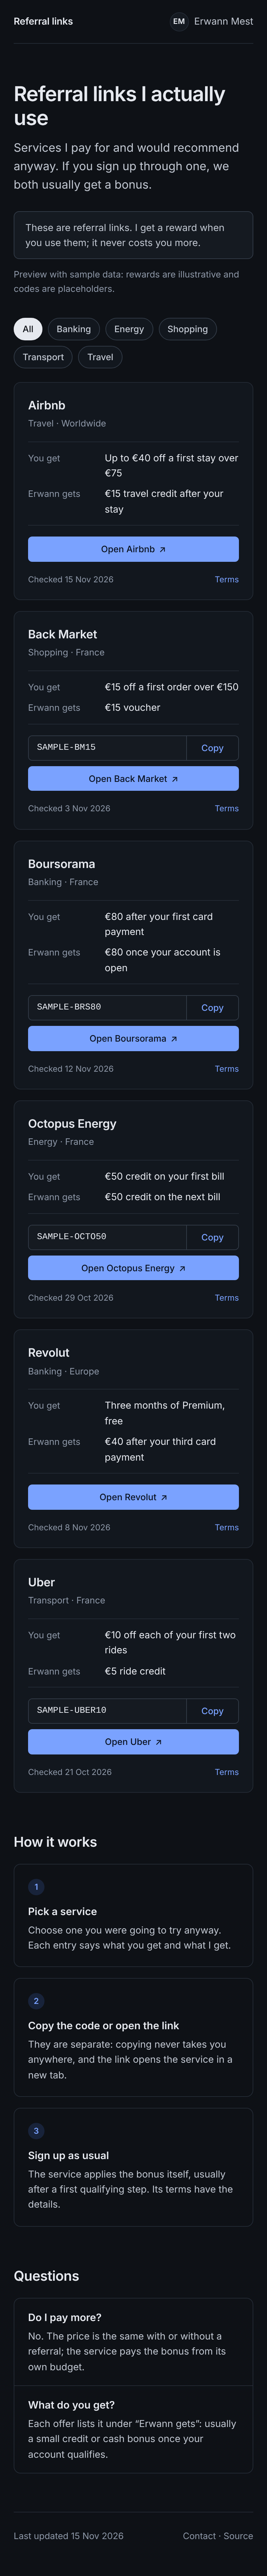 Referral links
EM Erwann Mest
Referral links I actually
use
Services I pay for and would recommend
anyway. If you sign up through one, we
both usually get a bonus.
These are referral links. I get a reward when
you use them; it never costs you more.
Preview with sample data: rewards are illustrative and
codes are placeholders.
All Banking Energy Shopping
Transport Travel
Airbnb
Travel · Worldwide
You get Up to €40 off a first stay over
€75
Erwann gets €15 travel credit after your
stay
Open Airbnb ↗
Checked 15 Nov 2026 Terms
Back Market
Shopping · France
You get €15 off a first order over €150
Erwann gets €15 voucher
SAMPLE-BM15 Copy
Open Back Market ↗
Checked 3 Nov 2026 Terms
Boursorama
Banking · France
You get €80 after your first card
payment
Erwann gets €80 once your account is
open
SAMPLE-BRS80 Copy
Open Boursorama ↗
Checked 12 Nov 2026 Terms
Octopus Energy
Energy · France
You get €50 credit on your first bill
Erwann gets €50 credit on the next bill
SAMPLE-OCTO50 Copy
Open Octopus Energy ↗
Checked 29 Oct 2026 Terms
Revolut
Banking · Europe
You get Three months of Premium,
free
Erwann gets €40 after your third card
payment
Open Revolut ↗
Checked 8 Nov 2026 Terms
Uber
Transport · France
You get €10 off each of your first two
rides
Erwann gets €5 ride credit
SAMPLE-UBER10 Copy
Open Uber ↗
Checked 21 Oct 2026 Terms
How it works
1
Pick a service
Choose one you were going to try anyway.
Each entry says what you get and what I get.
2
Copy the code or open the link
They are separate: copying never takes you
anywhere, and the link opens the service in a
new tab.
3
Sign up as usual
The service applies the bonus itself, usually
after a first qualifying step. Its terms have the
details.
Questions
Do I pay more?
No. The price is the same with or without a
referral; the service pays the bonus from its
own budget.
What do you get?
Each offer lists it under “Erwann gets”: usually
a small credit or cash bonus once your
account qualifies.
Last updated 15 Nov 2026 Contact · Source